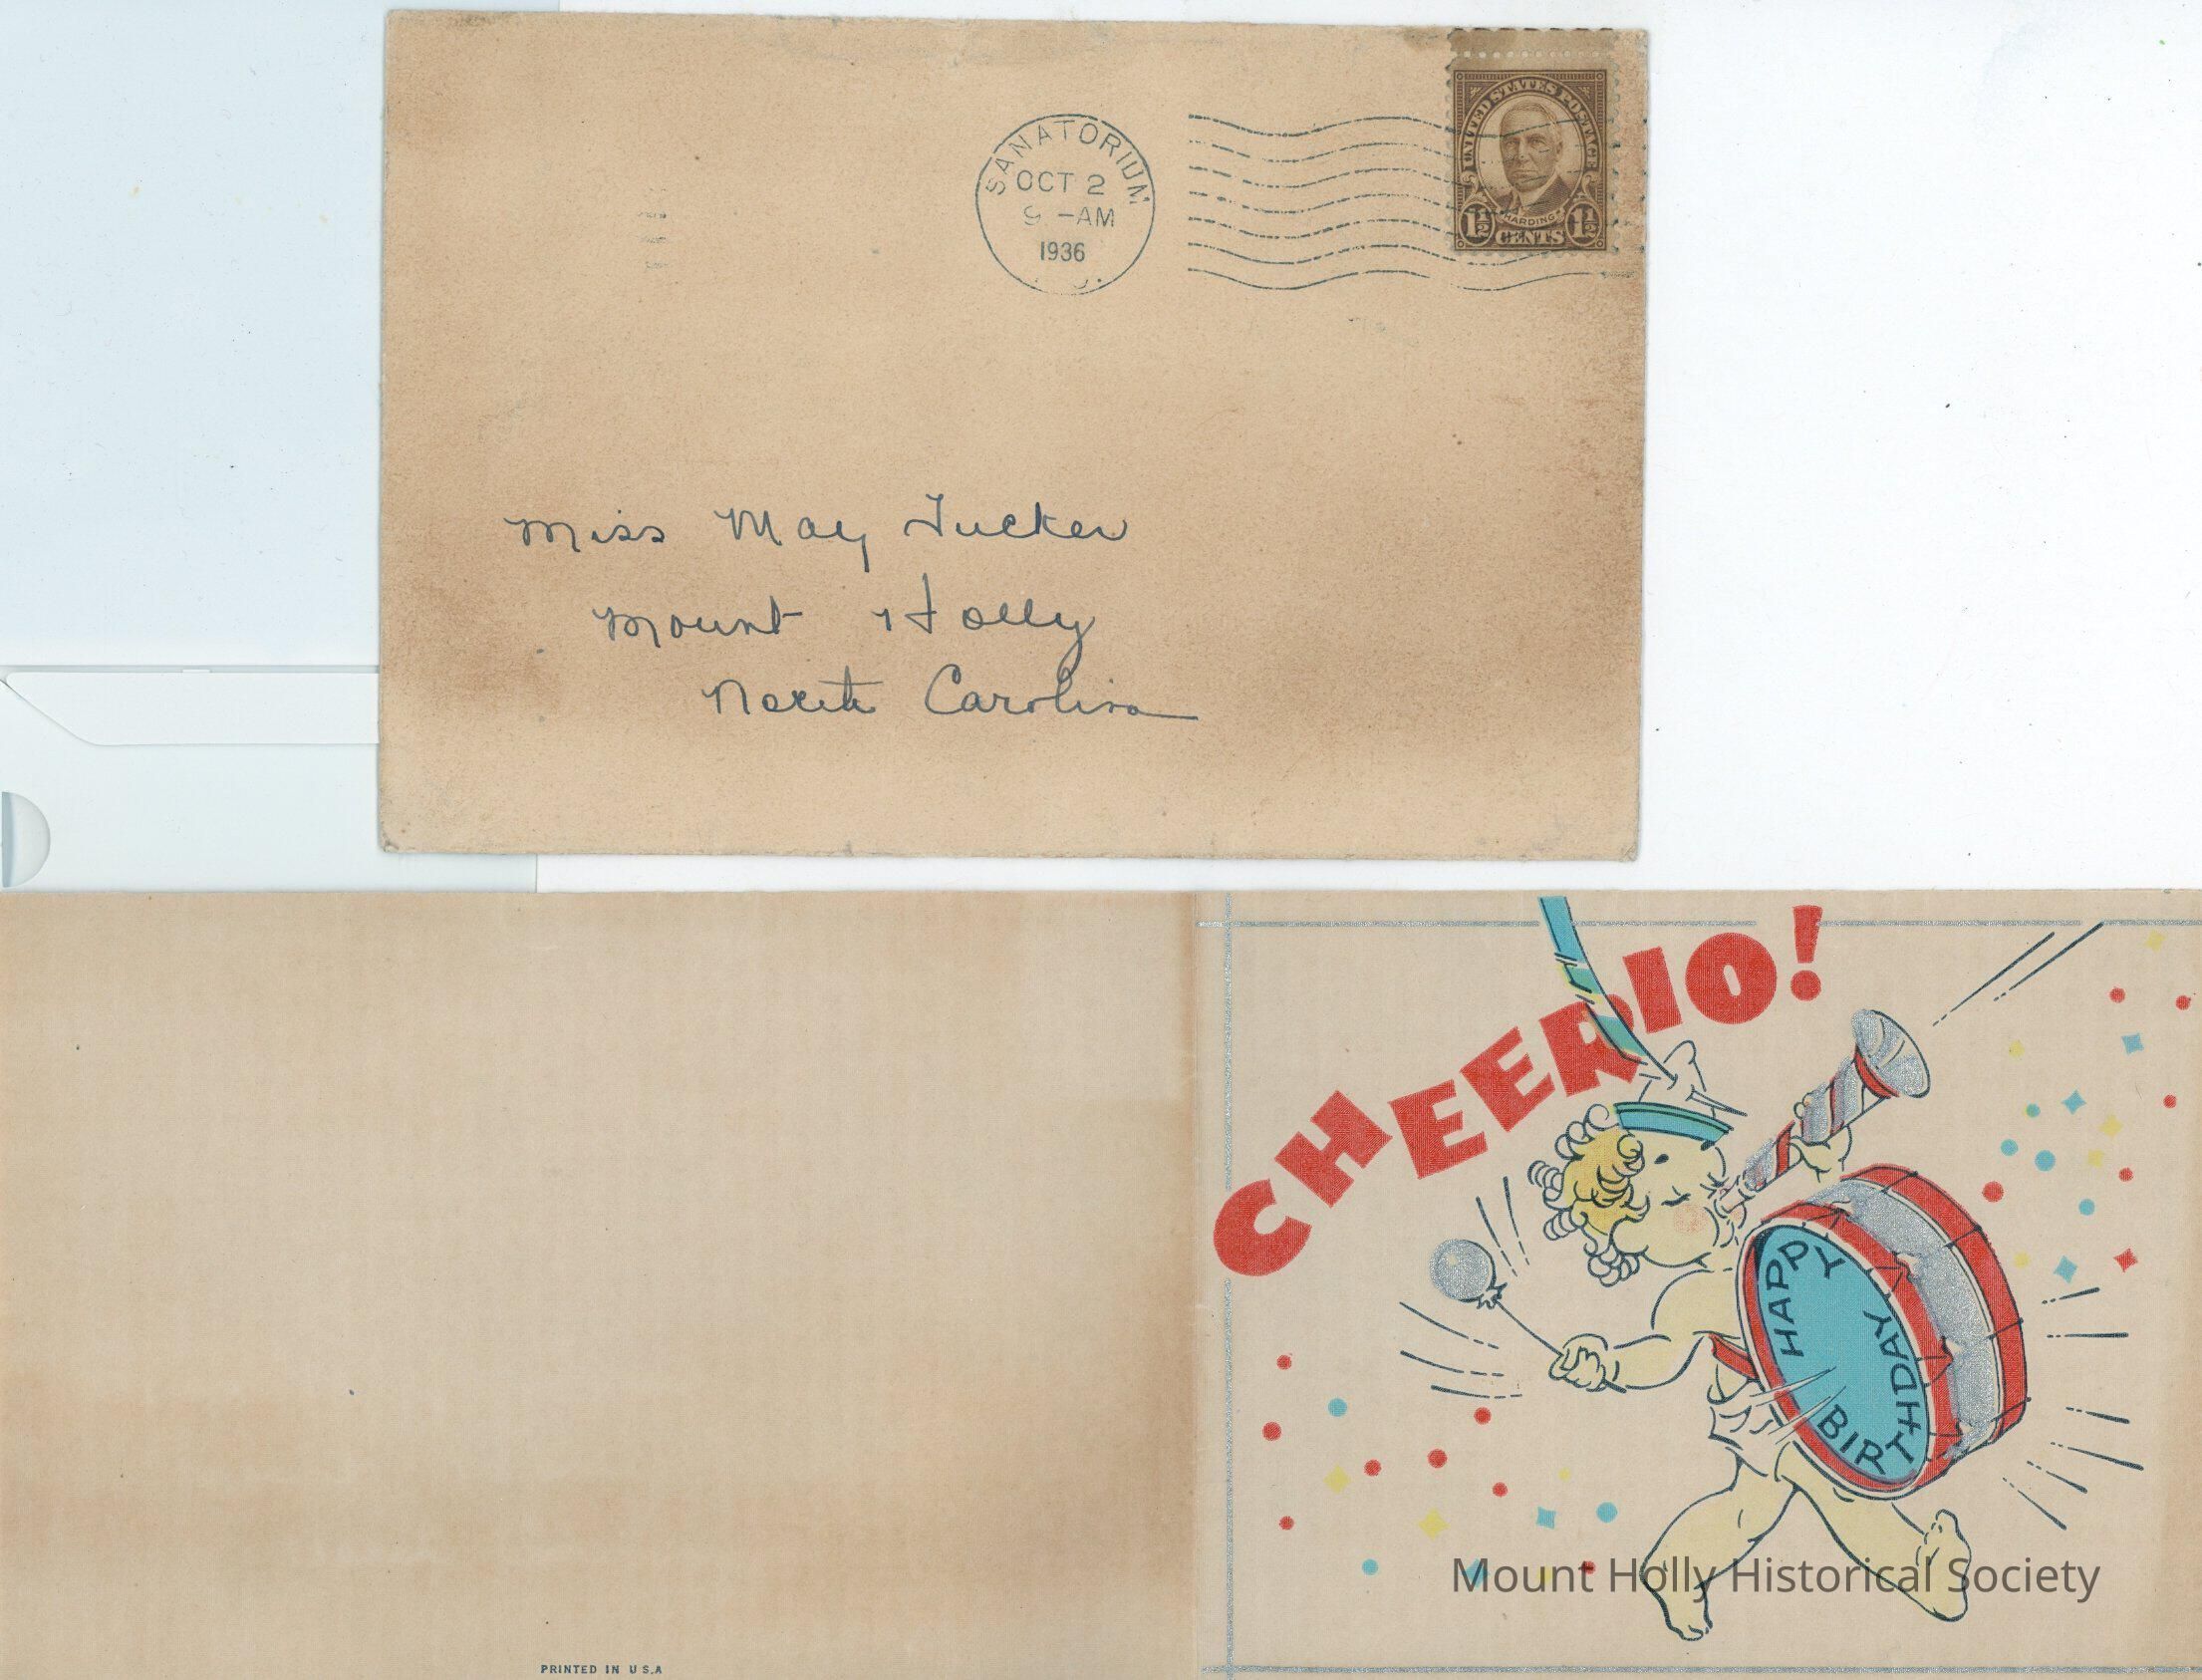 SANATORIUM
OCT 2
9 -AM
1936
UNITED STATES POSTAGE
HARDING
1½ CENTS 1½
Miss May Tucker
Mount Holly
North Carolina
CHEERIO!
HAPPY
BIRTHDAY
Mount Holly Historical Society
PRINTED IN U.S.A